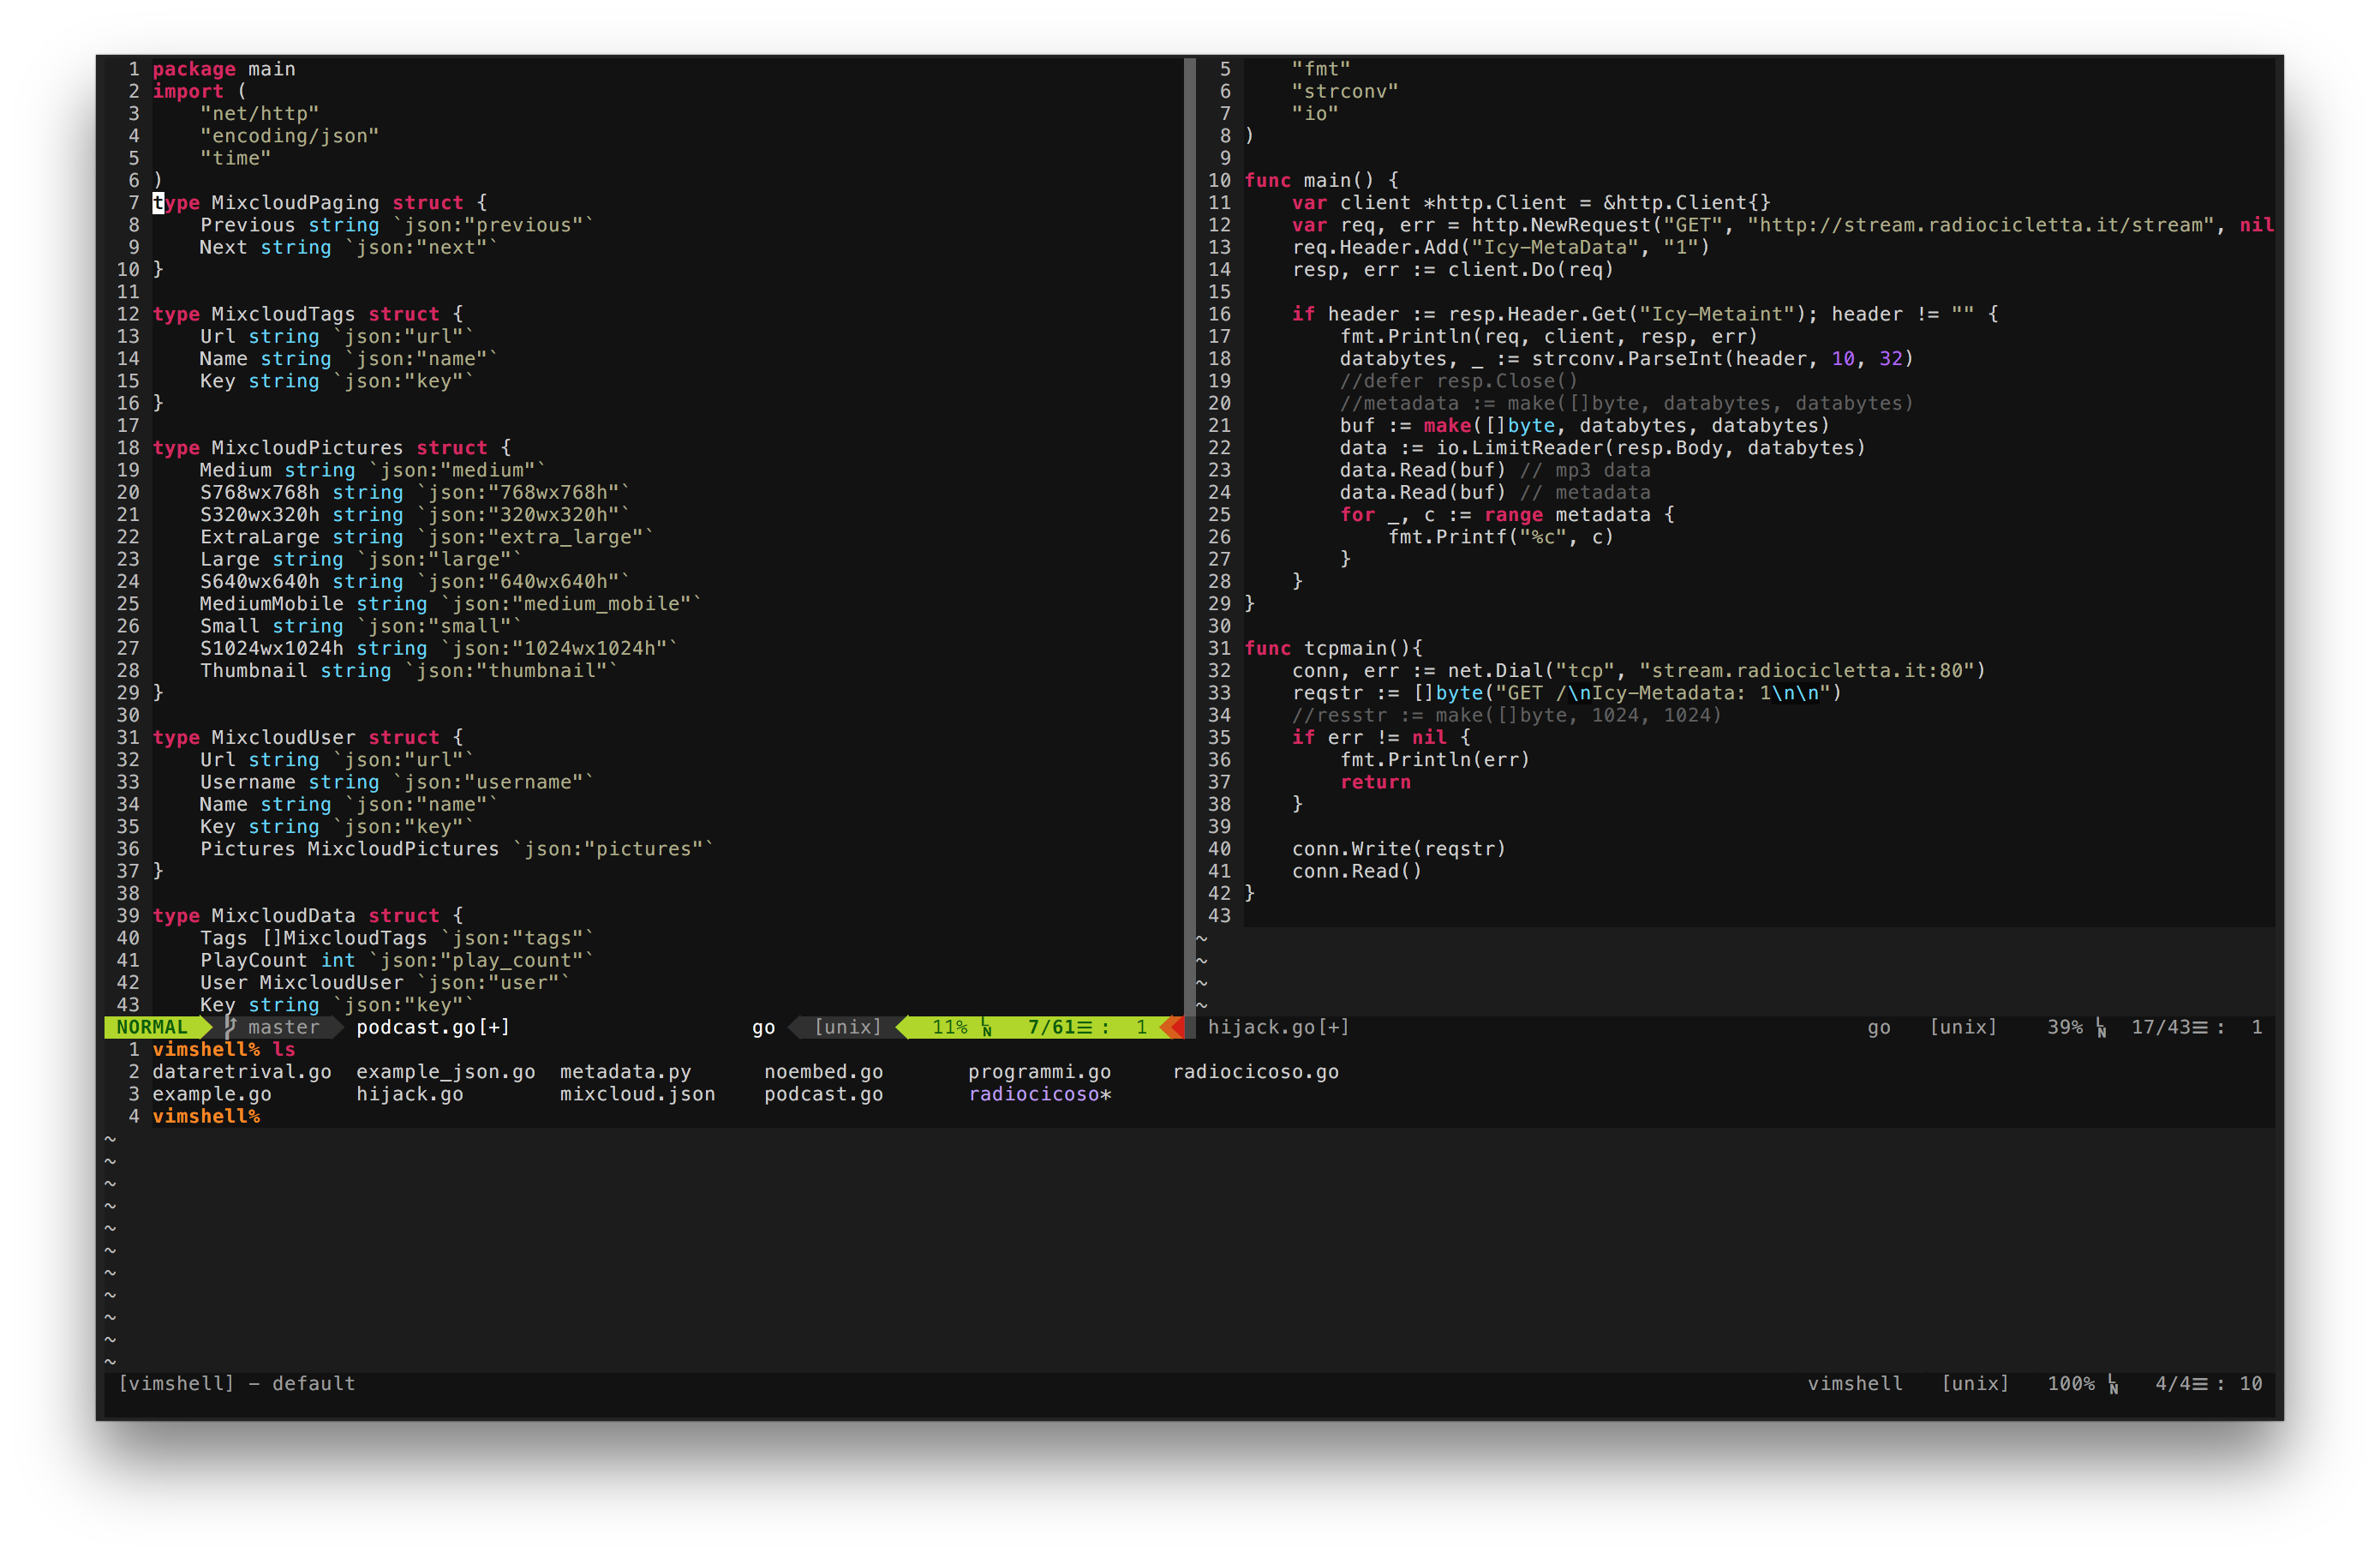 1 package main
2 import (
3     "net/http"
4     "encoding/json"
5     "time"
6 )
7 type MixcloudPaging struct {
8     Previous string `json:"previous"`
9     Next string `json:"next"`
10 }
11
12 type MixcloudTags struct {
13     Url string `json:"url"`
14     Name string `json:"name"`
15     Key string `json:"key"`
16 }
17
18 type MixcloudPictures struct {
19     Medium string `json:"medium"`
20     S768wx768h string `json:"768wx768h"`
21     S320wx320h string `json:"320wx320h"`
22     ExtraLarge string `json:"extra_large"`
23     Large string `json:"large"`
24     S640wx640h string `json:"640wx640h"`
25     MediumMobile string `json:"medium_mobile"`
26     Small string `json:"small"`
27     S1024wx1024h string `json:"1024wx1024h"`
28     Thumbnail string `json:"thumbnail"`
29 }
30
31 type MixcloudUser struct {
32     Url string `json:"url"`
33     Username string `json:"username"`
34     Name string `json:"name"`
35     Key string `json:"key"`
36     Pictures MixcloudPictures `json:"pictures"`
37 }
38
39 type MixcloudData struct {
40     Tags []MixcloudTags `json:"tags"`
41     PlayCount int `json:"play_count"`
42     User MixcloudUser `json:"user"`
43     Key string `json:"key"`
NORMAL master podcast.go[+] go [unix] 11% LN 7/61☰ : 1
5     "fmt"
6     "strconv"
7     "io"
8 )
9
10 func main() {
11     var client *http.Client = &http.Client{}
12     var req, err = http.NewRequest("GET", "http://stream.radiocicletta.it/stream", nil
13     req.Header.Add("Icy-MetaData", "1")
14     resp, err := client.Do(req)
15
16     if header := resp.Header.Get("Icy-Metaint"); header != "" {
17         fmt.Println(req, client, resp, err)
18         databytes, _ := strconv.ParseInt(header, 10, 32)
19         //defer resp.Close()
20         //metadata := make([]byte, databytes, databytes)
21         buf := make([]byte, databytes, databytes)
22         data := io.LimitReader(resp.Body, databytes)
23         data.Read(buf) // mp3 data
24         data.Read(buf) // metadata
25         for _, c := range metadata {
26             fmt.Printf("%c", c)
27         }
28     }
29 }
30
31 func tcpmain(){
32     conn, err := net.Dial("tcp", "stream.radiocicletta.it:80")
33     reqstr := []byte("GET /\nIcy-Metadata: 1\n\n")
34     //resstr := make([]byte, 1024, 1024)
35     if err != nil {
36         fmt.Println(err)
37         return
38     }
39
40     conn.Write(reqstr)
41     conn.Read()
42 }
43
~
~
~
~
hijack.go[+] go [unix] 39% LN 17/43☰ : 1
1 vimshell% ls
2 dataretrival.go  example_json.go  metadata.py      noembed.go       programmi.go     radiocicoso.go
3 example.go       hijack.go        mixcloud.json    podcast.go       radiocicoso*
4 vimshell%
~
~
~
~
~
~
~
~
~
~
~
[vimshell] - default vimshell [unix] 100% LN 4/4☰ : 10